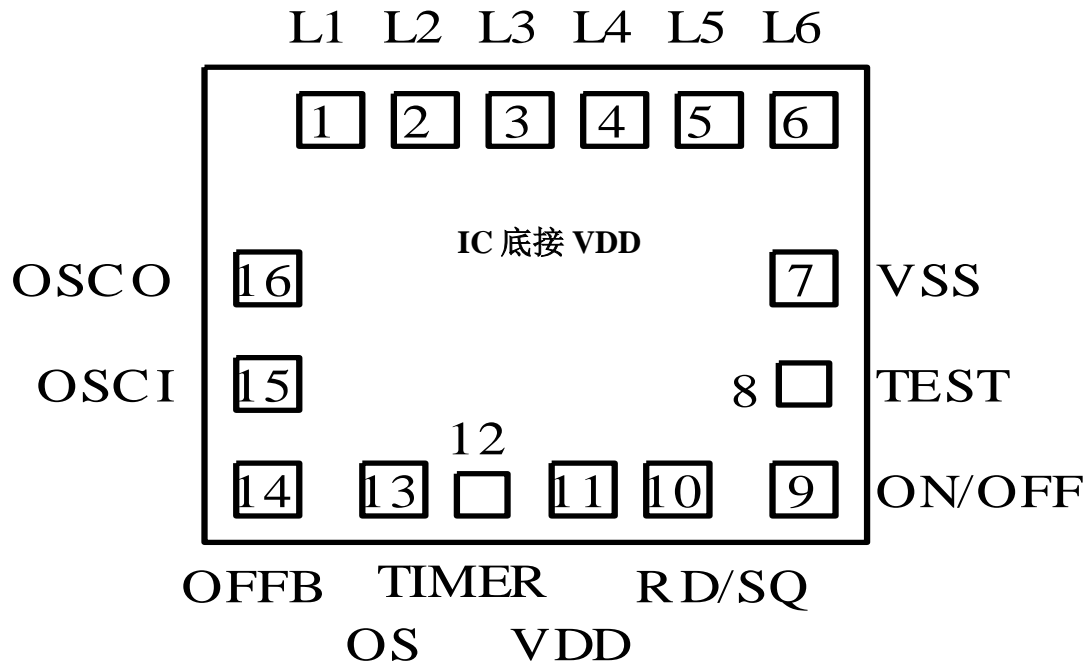 L1 L2 L3 L4 L5 L6
1 2 3 4 5 6
IC 底接 VDD
OSCO 16 7 VSS
OSCI 15 8 TEST
12
14 13 11 10 9 ON/OFF
OFFB TIMER RD/SQ
OS VDD